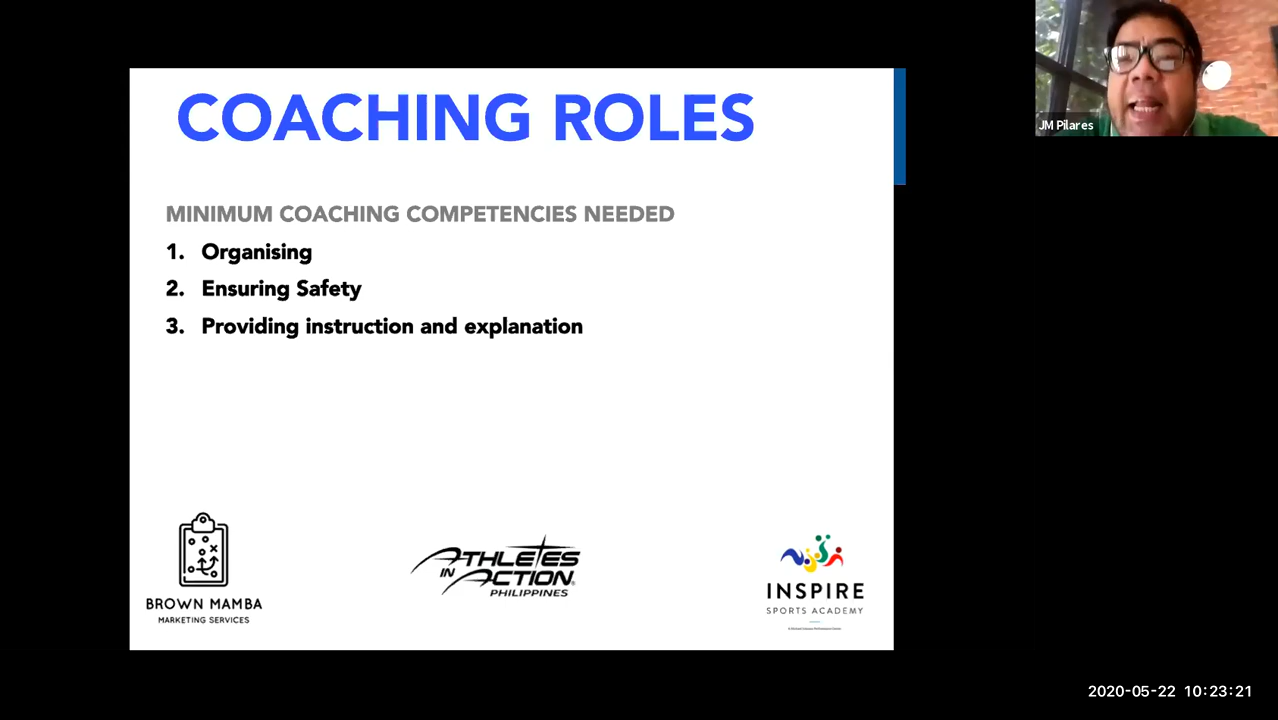 COACHING ROLES
JM Pilares
MINIMUM COACHING COMPETENCIES NEEDED
1. Organising
2. Ensuring Safety
3. Providing instruction and explanation
BROWN MAMBA
MARKETING SERVICES
ATHLETES
IN ACTION
PHILIPPINES
INSPIRE
SPORTS ACADEMY
2020-05-22 10:23:21